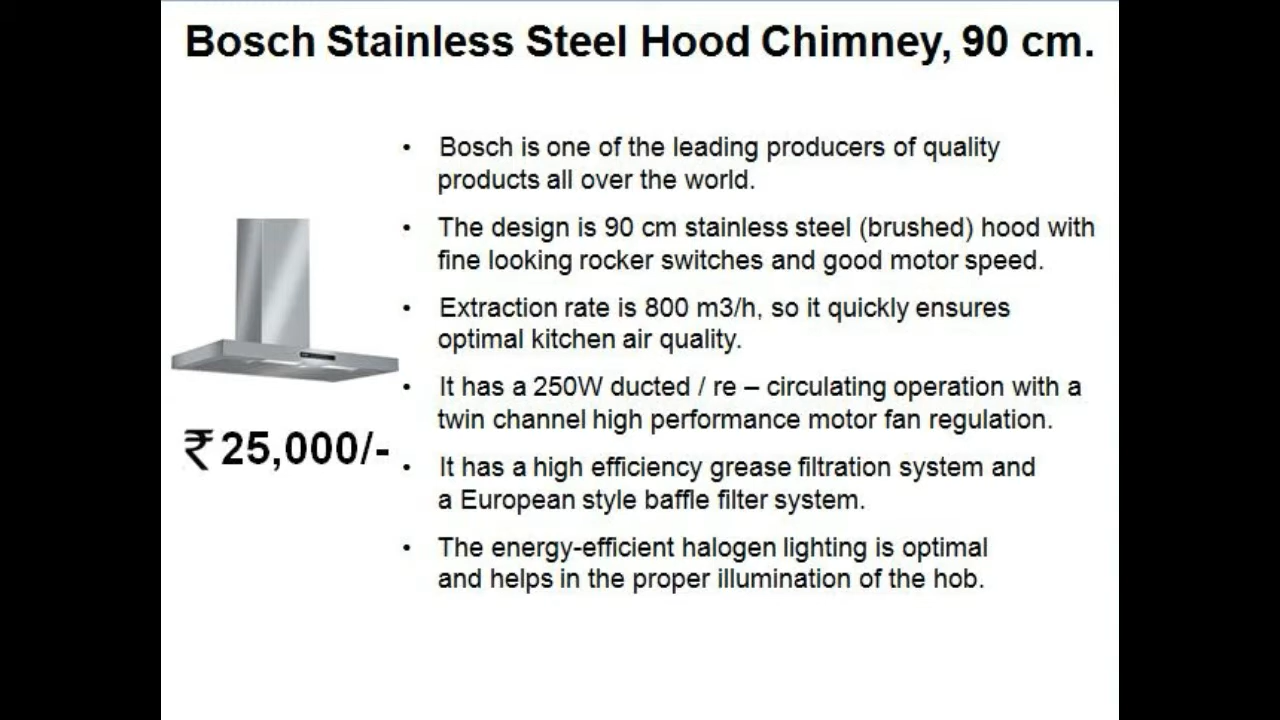 Bosch Stainless Steel Hood Chimney, 90 cm.
• Bosch is one of the leading producers of quality
products all over the world.
• The design is 90 cm stainless steel (brushed) hood with
fine looking rocker switches and good motor speed.
• Extraction rate is 800 m3/h, so it quickly ensures
optimal kitchen air quality.
• It has a 250W ducted / re – circulating operation with a
twin channel high performance motor fan regulation.
• It has a high efficiency grease filtration system and
a European style baffle filter system.
• The energy-efficient halogen lighting is optimal
and helps in the proper illumination of the hob.
₹ 25,000/-